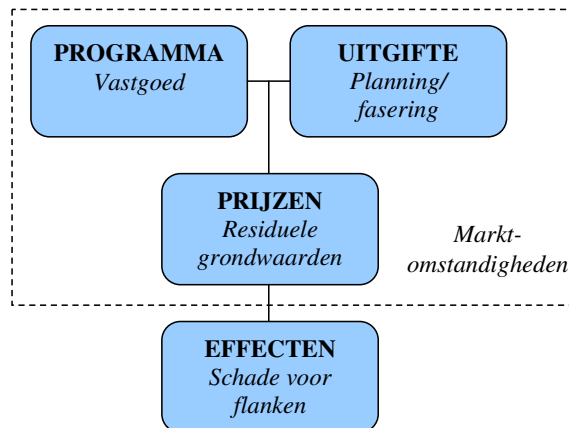 PROGRAMMA
Vastgoed
UITGIFTE
Planning/
fasering
PRIJZEN
Residuele
grondwaarden
Markt-
omstandigheden
EFFECTEN
Schade voor
flanken